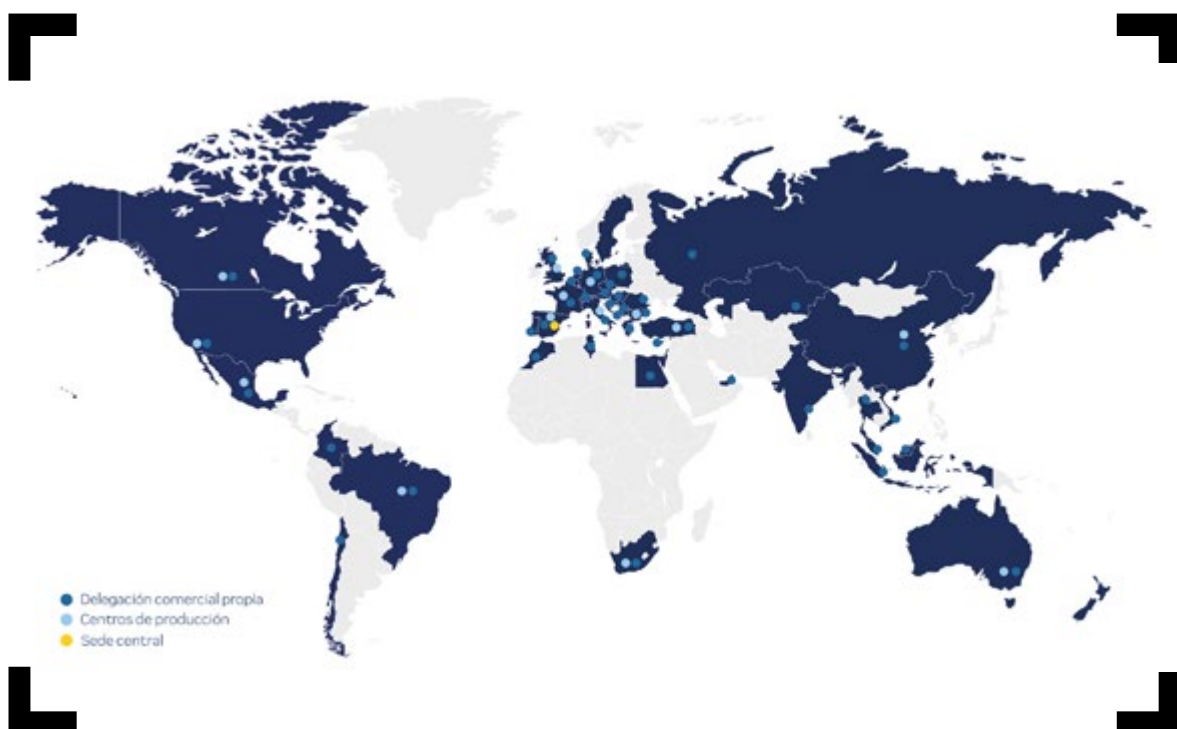 Delegación comercial propia
Centros de producción
Sede central